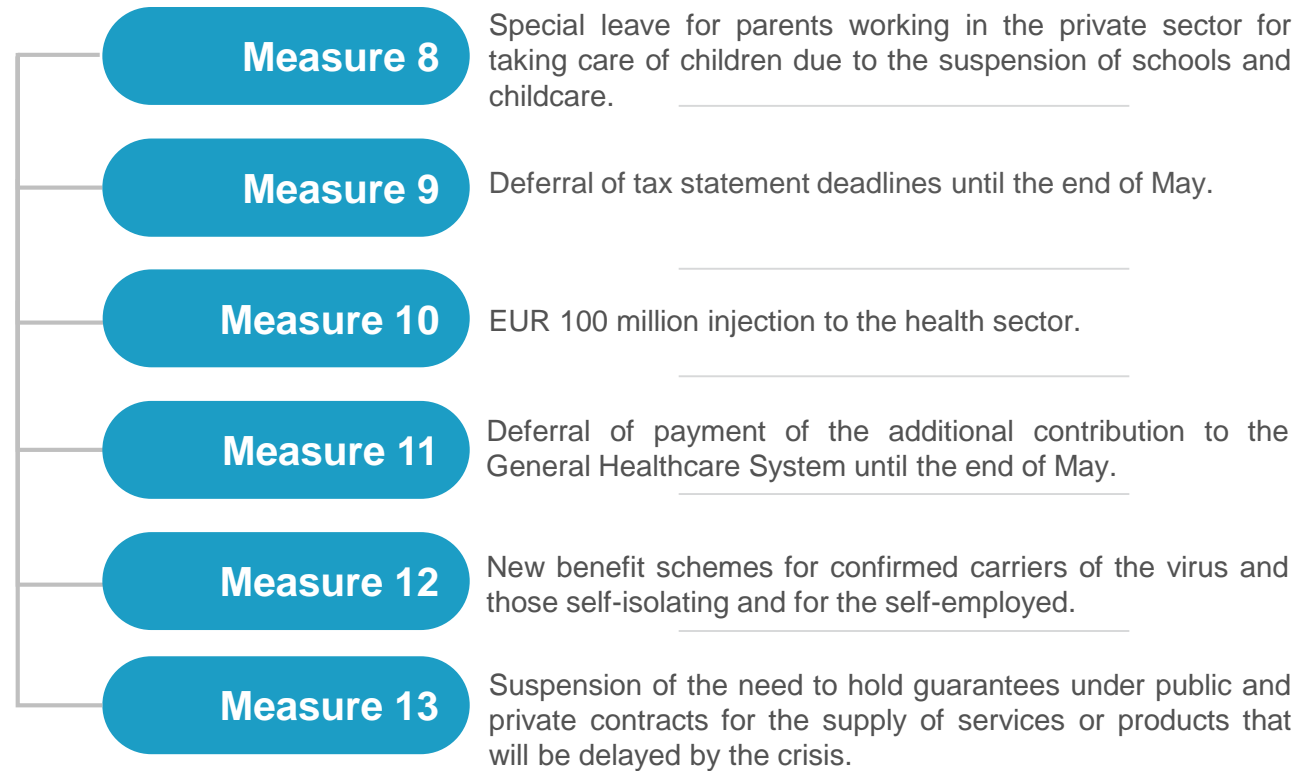 Measure 8
Special leave for parents working in the private sector for
taking care of children due to the suspension of schools and
childcare.
Measure 9
Deferral of tax statement deadlines until the end of May.
Measure 10
EUR 100 million injection to the health sector.
Measure 11
Deferral of payment of the additional contribution to the
General Healthcare System until the end of May.
Measure 12
New benefit schemes for confirmed carriers of the virus and
those self-isolating and for the self-employed.
Measure 13
Suspension of the need to hold guarantees under public and
private contracts for the supply of services or products that
will be delayed by the crisis.